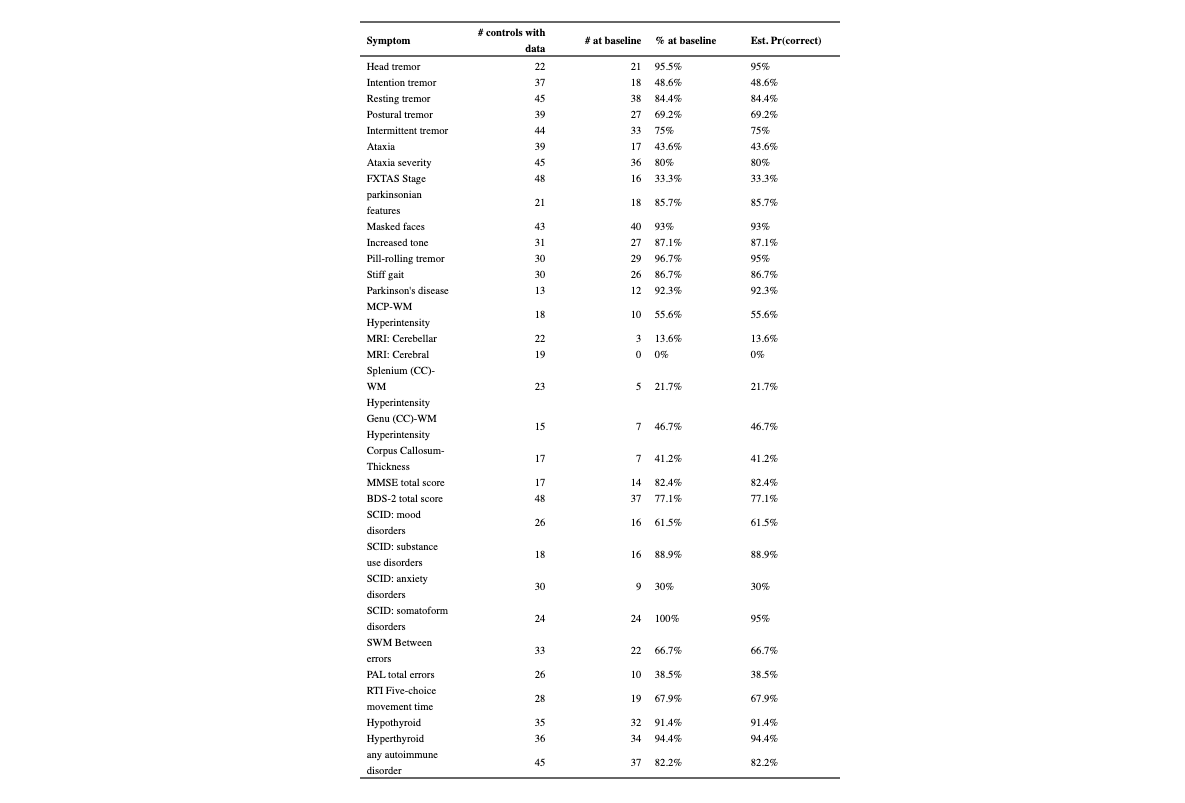 Symptom # controls with data # at baseline % at baseline Est. Pr(correct)
Head tremor 22 21 95.5% 95%
Intention tremor 37 18 48.6% 48.6%
Resting tremor 45 38 84.4% 84.4%
Postural tremor 39 27 69.2% 69.2%
Intermittent tremor 44 33 75% 75%
Ataxia 39 17 43.6% 43.6%
Ataxia severity 45 36 80% 80%
FXTAS Stage 48 16 33.3% 33.3%
parkinsonian
features 21 18 85.7% 85.7%
Masked faces 43 40 93% 93%
Increased tone 31 27 87.1% 87.1%
Pill-rolling tremor 30 29 96.7% 95%
Stiff gait 30 26 86.7% 86.7%
Parkinson's disease 13 12 92.3% 92.3%
MCP-WM
Hyperintensity 18 10 55.6% 55.6%
MRI: Cerebellar 22 3 13.6% 13.6%
MRI: Cerebral 19 0 0% 0%
Splenium (CC)-
WM 23 5 21.7% 21.7%
Hyperintensity
Genu (CC)-WM
Hyperintensity 15 7 46.7% 46.7%
Corpus Callosum-
Thickness 17 7 41.2% 41.2%
MMSE total score 17 14 82.4% 82.4%
BDS-2 total score 48 37 77.1% 77.1%
SCID: mood
disorders 26 16 61.5% 61.5%
SCID: substance
use disorders 18 16 88.9% 88.9%
SCID: anxiety
disorders 30 9 30% 30%
SCID: somatoform
disorders 24 24 100% 95%
SWM Between
errors 33 22 66.7% 66.7%
PAL total errors 26 10 38.5% 38.5%
RTI Five-choice
movement time 28 19 67.9% 67.9%
Hypothyroid 35 32 91.4% 91.4%
Hyperthyroid 36 34 94.4% 94.4%
any autoimmune
disorder 45 37 82.2% 82.2%